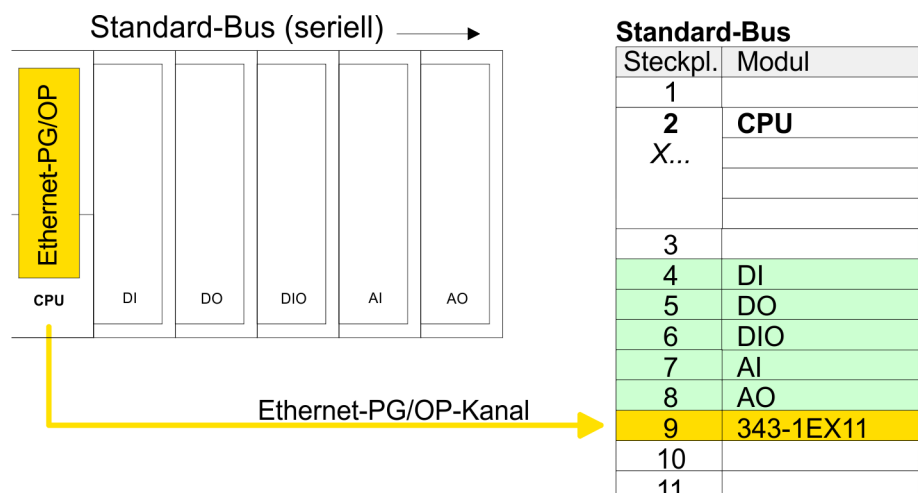 Standard-Bus (seriell)
Ethernet-PG/OP
CPU
DI
DO
DIO
AI
AO
Ethernet-PG/OP-Kanal
Standard-Bus
Steckpl. Modul
1
2 CPU
X...
3
4 DI
5 DO
6 DIO
7 AI
8 AO
9 343-1EX11
10
11